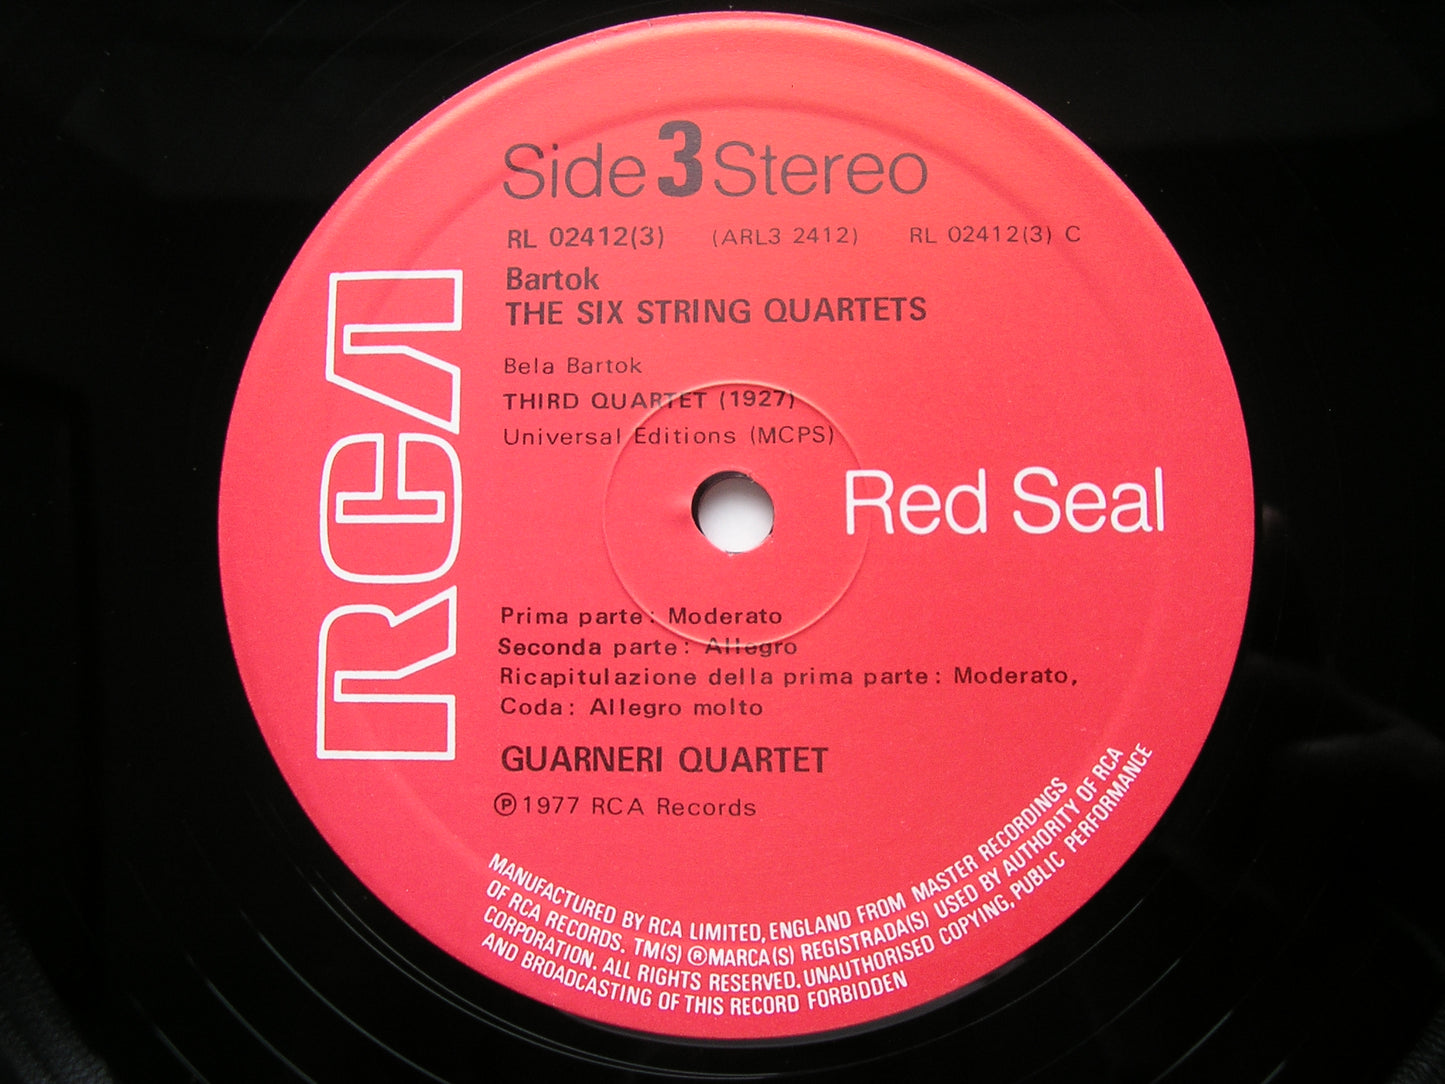 Side 3 Stereo
RL 02412(3) (ARL3 2412) RL 02412(3) C
Bartok
THE SIX STRING QUARTETS
Bela Bartok
THIRD QUARTET (1927)
Universal Editions (MCPS)
RCA
Red Seal
Prima parte: Moderato
Seconda parte: Allegro
Ricapitulazione della prima parte: Moderato,
Coda: Allegro molto
GUARNERI QUARTET
℗ 1977 RCA Records
MANUFACTURED BY RCA LIMITED, ENGLAND FROM MASTER RECORDINGS
OF RCA RECORDS. TM(S) ® MARCA(S) REGISTRADA(S) USED BY AUTHORITY OF RCA
CORPORATION. ALL RIGHTS RESERVED. UNAUTHORISED COPYING, PUBLIC PERFORMANCE
AND BROADCASTING OF THIS RECORD FORBIDDEN